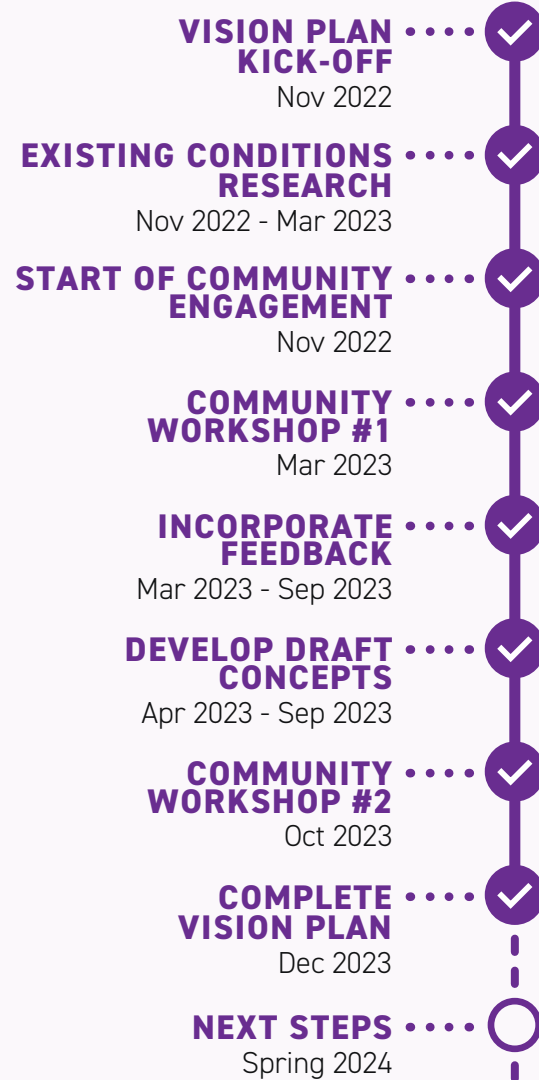 VISION PLAN
KICK-OFF
Nov 2022
EXISTING CONDITIONS
RESEARCH
Nov 2022 - Mar 2023
START OF COMMUNITY
ENGAGEMENT
Nov 2022
COMMUNITY
WORKSHOP #1
Mar 2023
INCORPORATE
FEEDBACK
Mar 2023 - Sep 2023
DEVELOP DRAFT
CONCEPTS
Apr 2023 - Sep 2023
COMMUNITY
WORKSHOP #2
Oct 2023
COMPLETE
VISION PLAN
Dec 2023
NEXT STEPS
Spring 2024